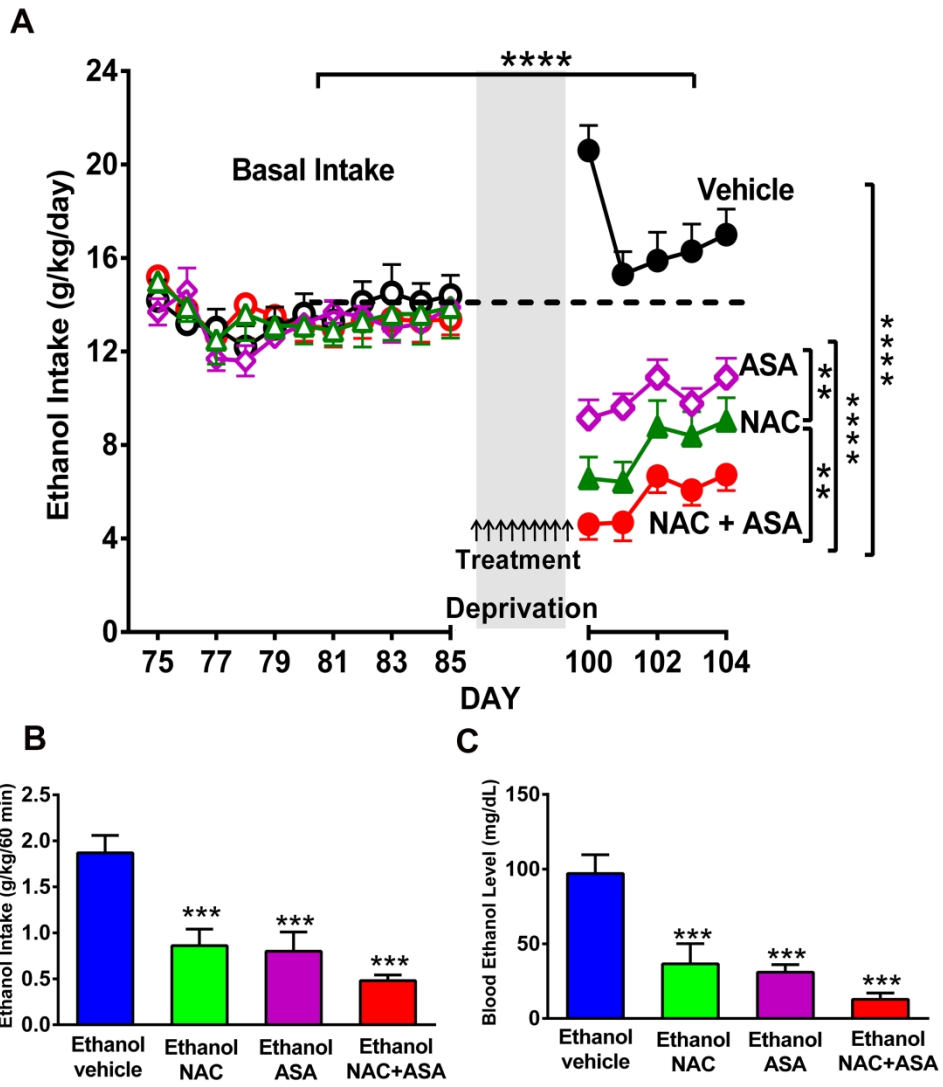 A
****
24
20
16
12
8
4
0
Ethanol Intake (g/kg/day)
Basal Intake
Vehicle
ASA
NAC
NAC + ASA
**
**
****
****
Treatment
Deprivation
75 77 79 81 83 85 100 102 104
DAY
B
2.5
2.0
1.5
1.0
0.5
0.0
Ethanol Intake (g/kg/60 min)
***
***
***
Ethanol vehicle
Ethanol NAC
Ethanol ASA
Ethanol NAC+ASA
C
150
100
50
0
Blood Ethanol Level (mg/dL)
***
***
***
Ethanol vehicle
Ethanol NAC
Ethanol ASA
Ethanol NAC+ASA